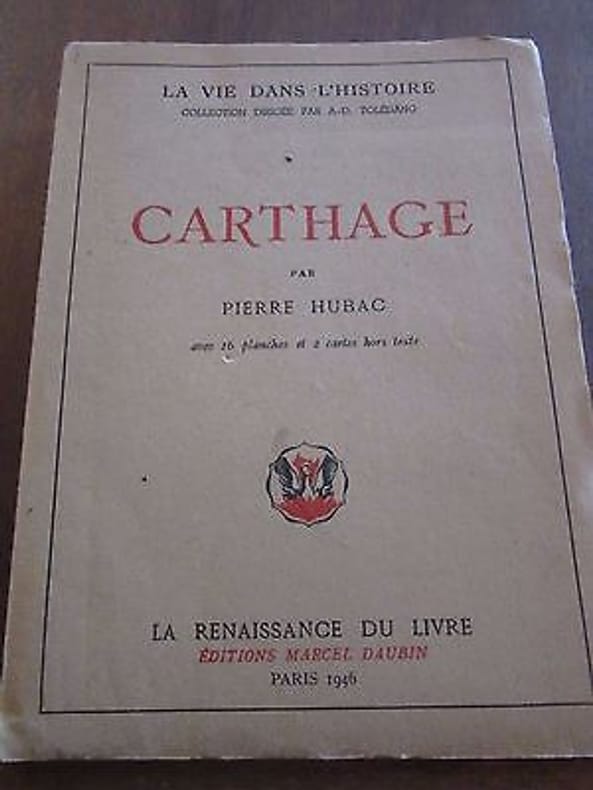 LA VIE DANS L'HISTOIRE
COLLECTION DIRIGÉE PAR A.-D. TOLÉDANO
CARTHAGE
PAR
PIERRE HUBAC
avec 16 planches et 2 cartes hors texte
LA RENAISSANCE DU LIVRE
ÉDITIONS MARCEL DAUBIN
PARIS 1946